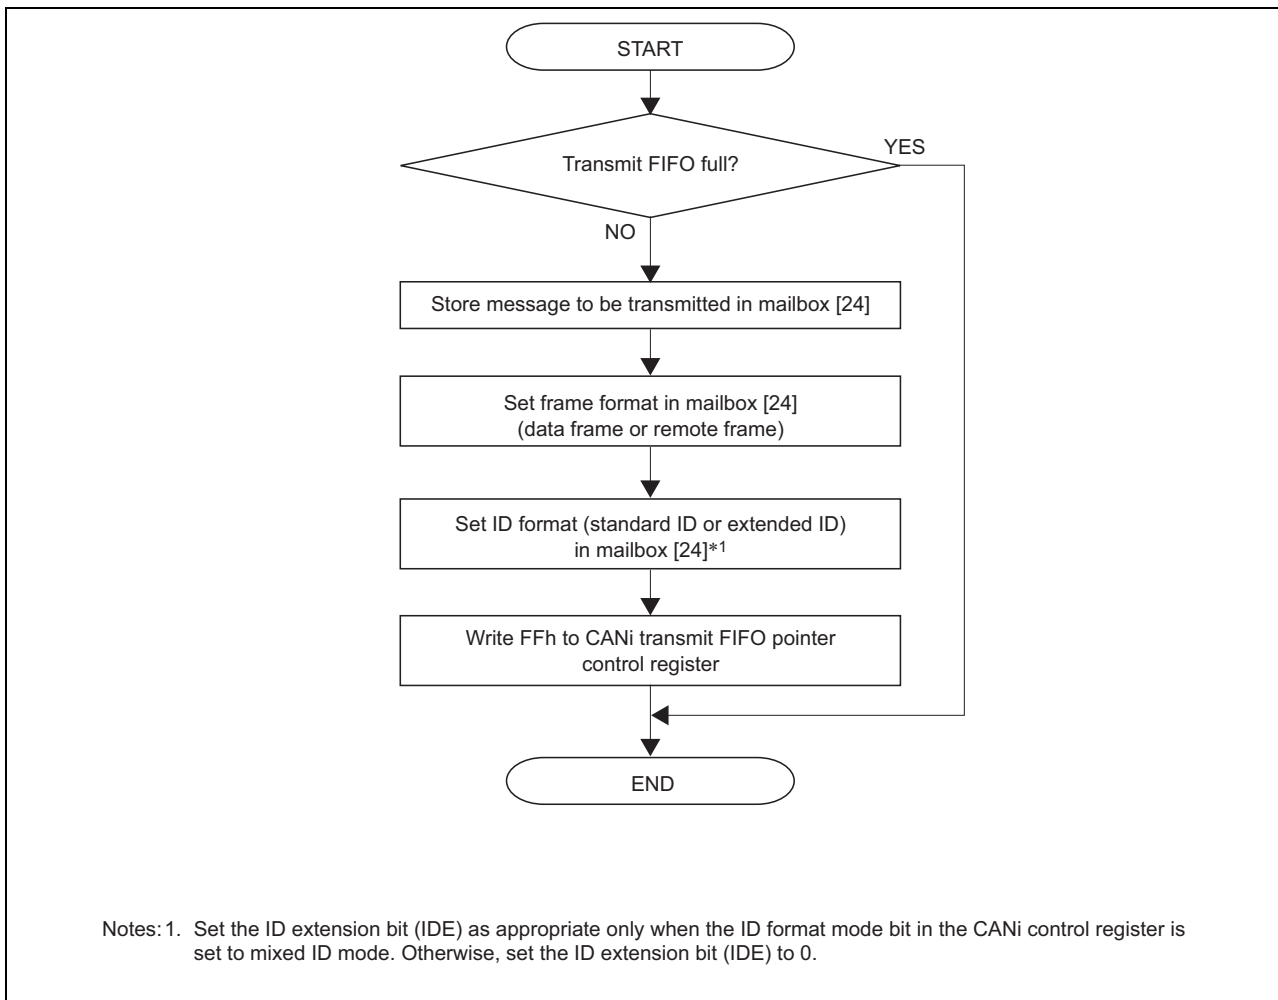 START
Transmit FIFO full?
YES
NO
Store message to be transmitted in mailbox [24]
Set frame format in mailbox [24]
(data frame or remote frame)
Set ID format (standard ID or extended ID)
in mailbox [24]*1
Write FFh to CANi transmit FIFO pointer
control register
END
Notes: 1. Set the ID extension bit (IDE) as appropriate only when the ID format mode bit in the CANi control register is
set to mixed ID mode. Otherwise, set the ID extension bit (IDE) to 0.